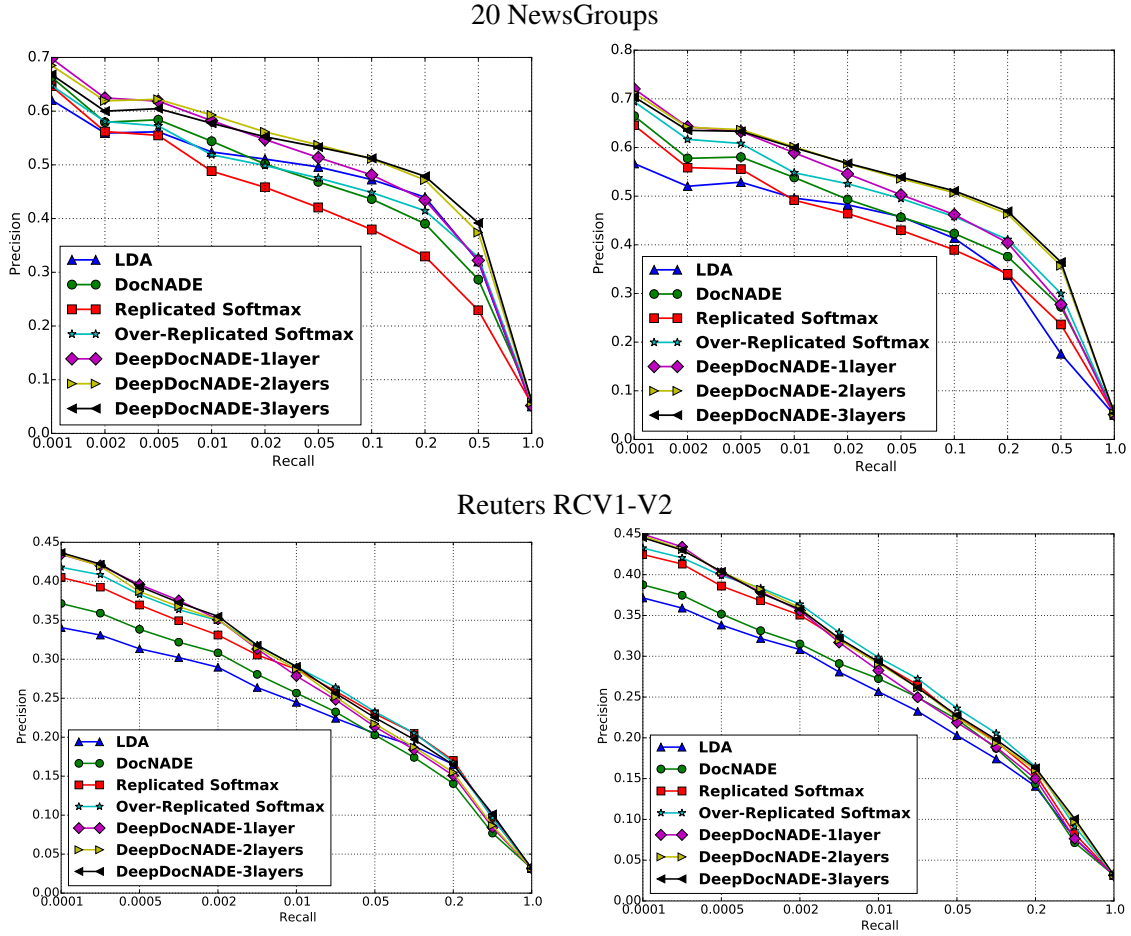 20 NewsGroups
0.7
0.6
0.5
0.4
0.3
0.2
0.1
0.0
Precision
LDA
DocNADE
Replicated Softmax
Over-Replicated Softmax
DeepDocNADE-1layer
DeepDocNADE-2layers
DeepDocNADE-3layers
0.001 0.002 0.005 0.01 0.02 0.05 0.1 0.2 0.5 1.0
Recall
0.8
0.7
0.6
0.5
0.4
0.3
0.2
0.1
0.0
Precision
LDA
DocNADE
Replicated Softmax
Over-Replicated Softmax
DeepDocNADE-1layer
DeepDocNADE-2layers
DeepDocNADE-3layers
0.001 0.002 0.005 0.01 0.02 0.05 0.1 0.2 0.5 1.0
Recall
Reuters RCV1-V2
0.45
0.40
0.35
0.30
0.25
0.20
0.15
0.10
0.05
0.00
Precision
LDA
DocNADE
Replicated Softmax
Over-Replicated Softmax
DeepDocNADE-1layer
DeepDocNADE-2layers
DeepDocNADE-3layers
0.0001 0.0005 0.002 0.01 0.05 0.2 1.0
Recall
0.45
0.40
0.35
0.30
0.25
0.20
0.15
0.10
0.05
0.00
Precision
LDA
DocNADE
Replicated Softmax
Over-Replicated Softmax
DeepDocNADE-1layer
DeepDocNADE-2layers
DeepDocNADE-3layers
0.0001 0.0005 0.002 0.01 0.05 0.2 1.0
Recall